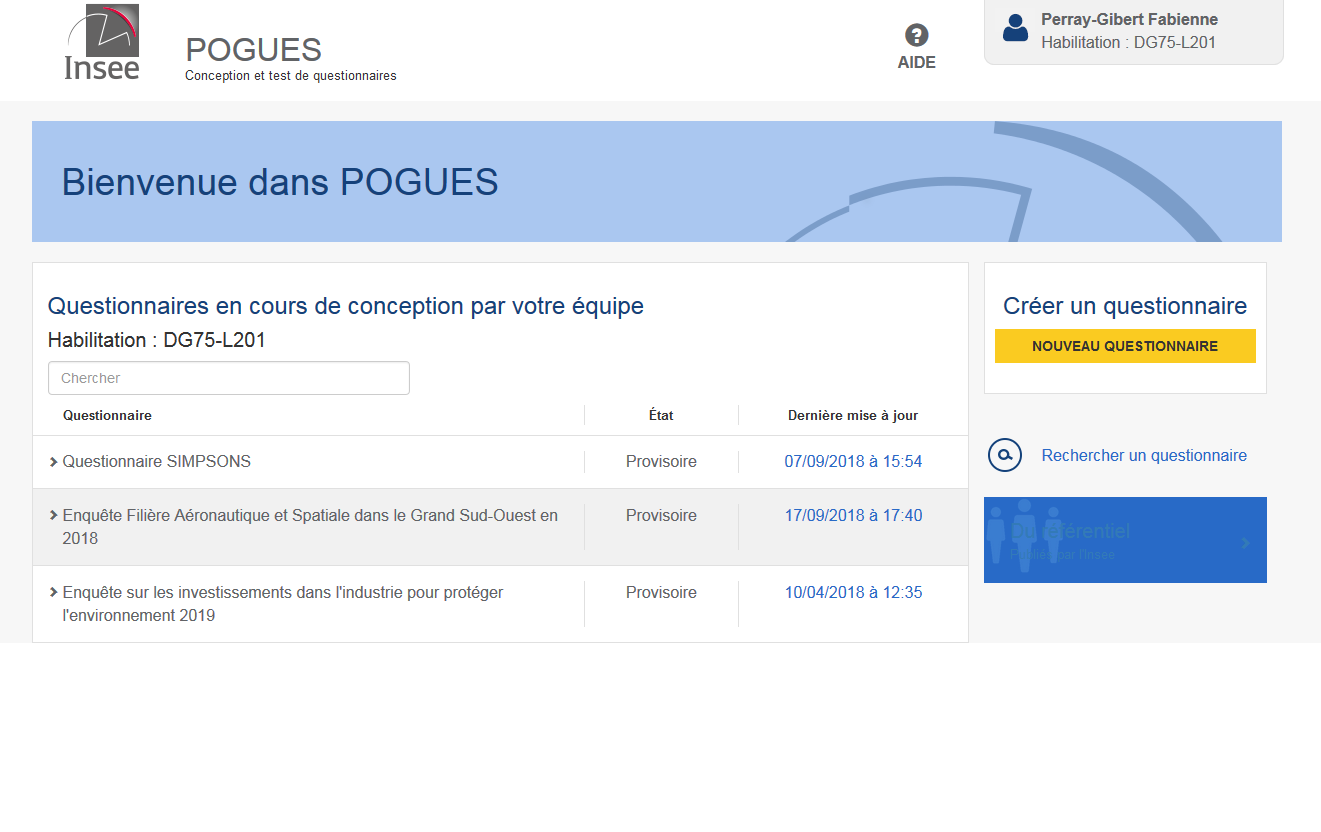 Insee
POGUES
Conception et test de questionnaires
AIDE
Perray-Gibert Fabienne
Habilitation : DG75-L201
Bienvenue dans POGUES
Questionnaires en cours de conception par votre équipe
Habilitation : DG75-L201
Chercher
Questionnaire État Dernière mise à jour
Questionnaire SIMPSONS Provisoire 07/09/2018 à 15:54
Enquête Filière Aéronautique et Spatiale dans le Grand Sud-Ouest en Provisoire 17/09/2018 à 17:40
2018
Enquête sur les investissements dans l'industrie pour protéger Provisoire 10/04/2018 à 12:35
l'environnement 2019
Créer un questionnaire
NOUVEAU QUESTIONNAIRE
Rechercher un questionnaire
Du référentiel
Publiés par l'Insee